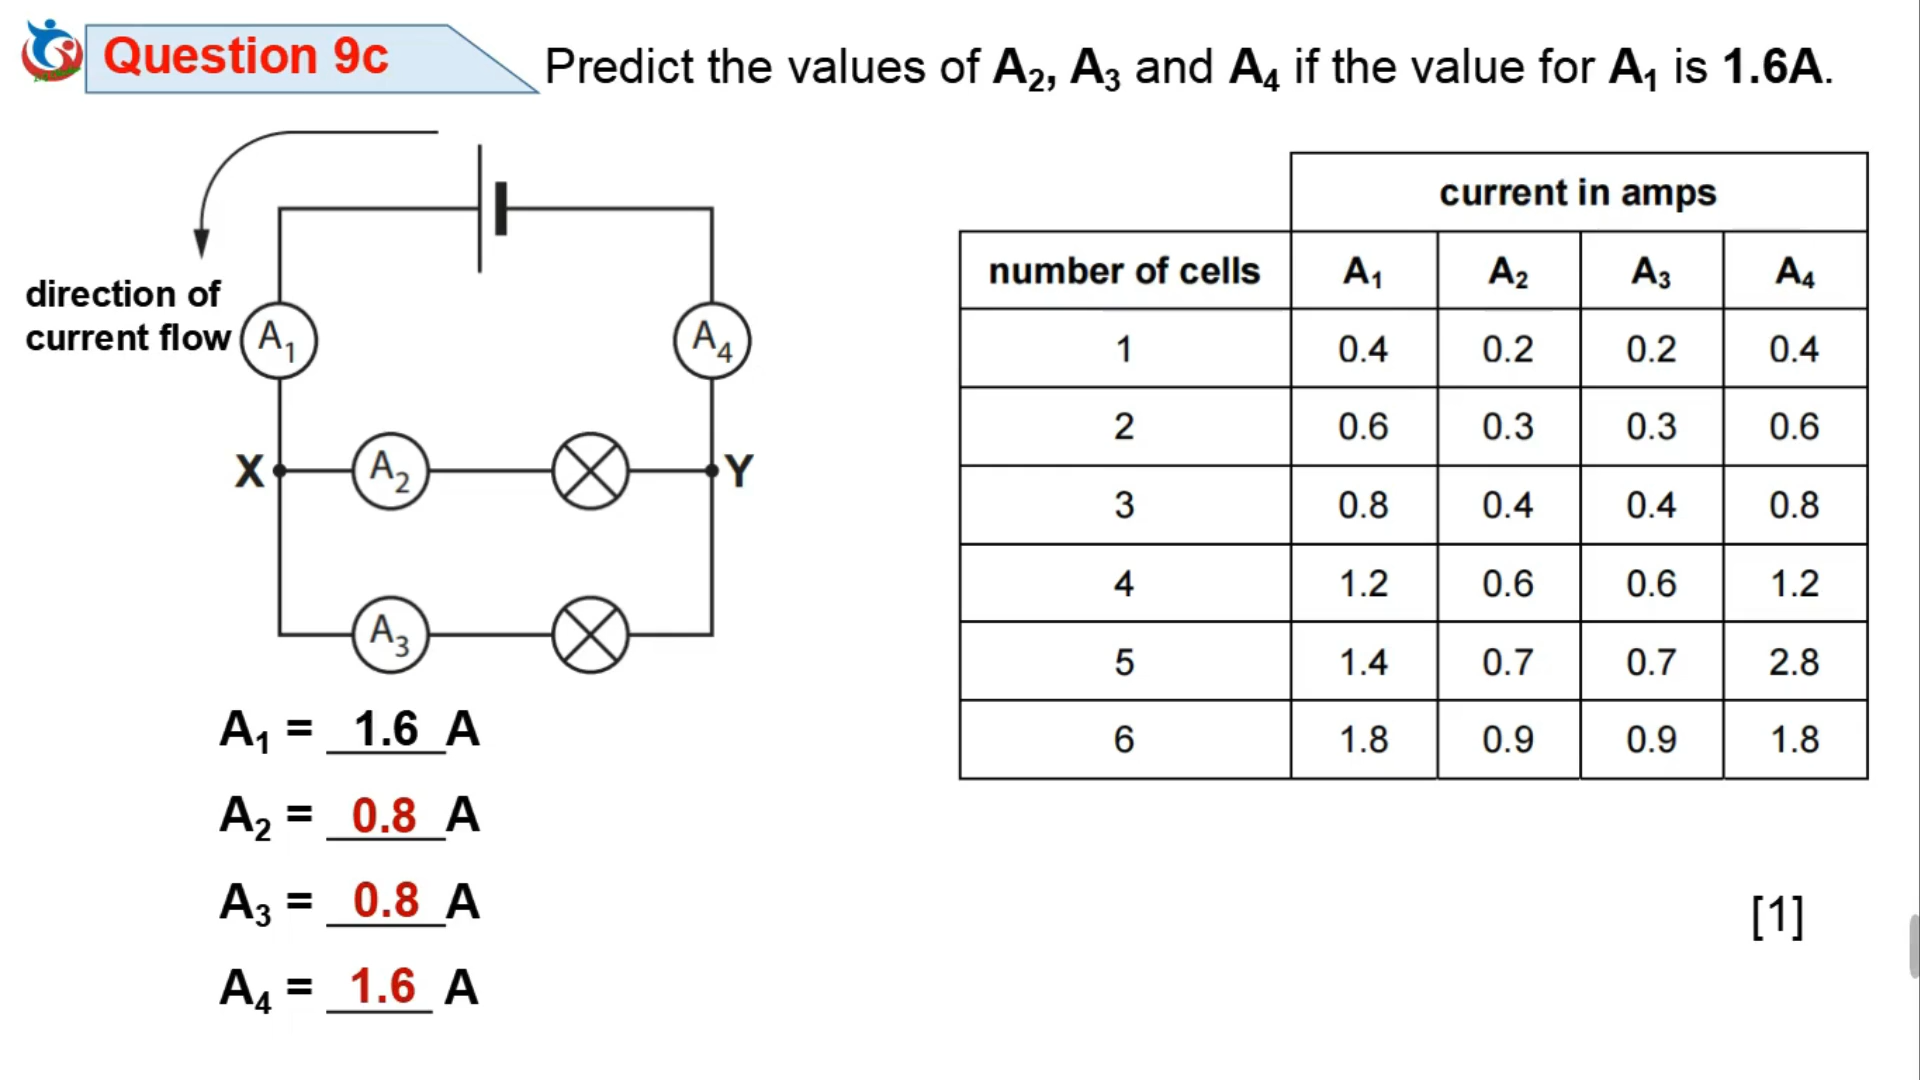 Question 9c
Predict the values of A₂, A₃ and A₄ if the value for A₁ is 1.6A.
direction of
current flow
A₁
A₄
X
A₂
Y
A₃
current in amps
number of cells A₁ A₂ A₃ A₄
1 0.4 0.2 0.2 0.4
2 0.6 0.3 0.3 0.6
3 0.8 0.4 0.4 0.8
4 1.2 0.6 0.6 1.2
5 1.4 0.7 0.7 2.8
6 1.8 0.9 0.9 1.8
A₁ = 1.6 A
A₂ = 0.8 A
A₃ = 0.8 A
A₄ = 1.6 A
[1]